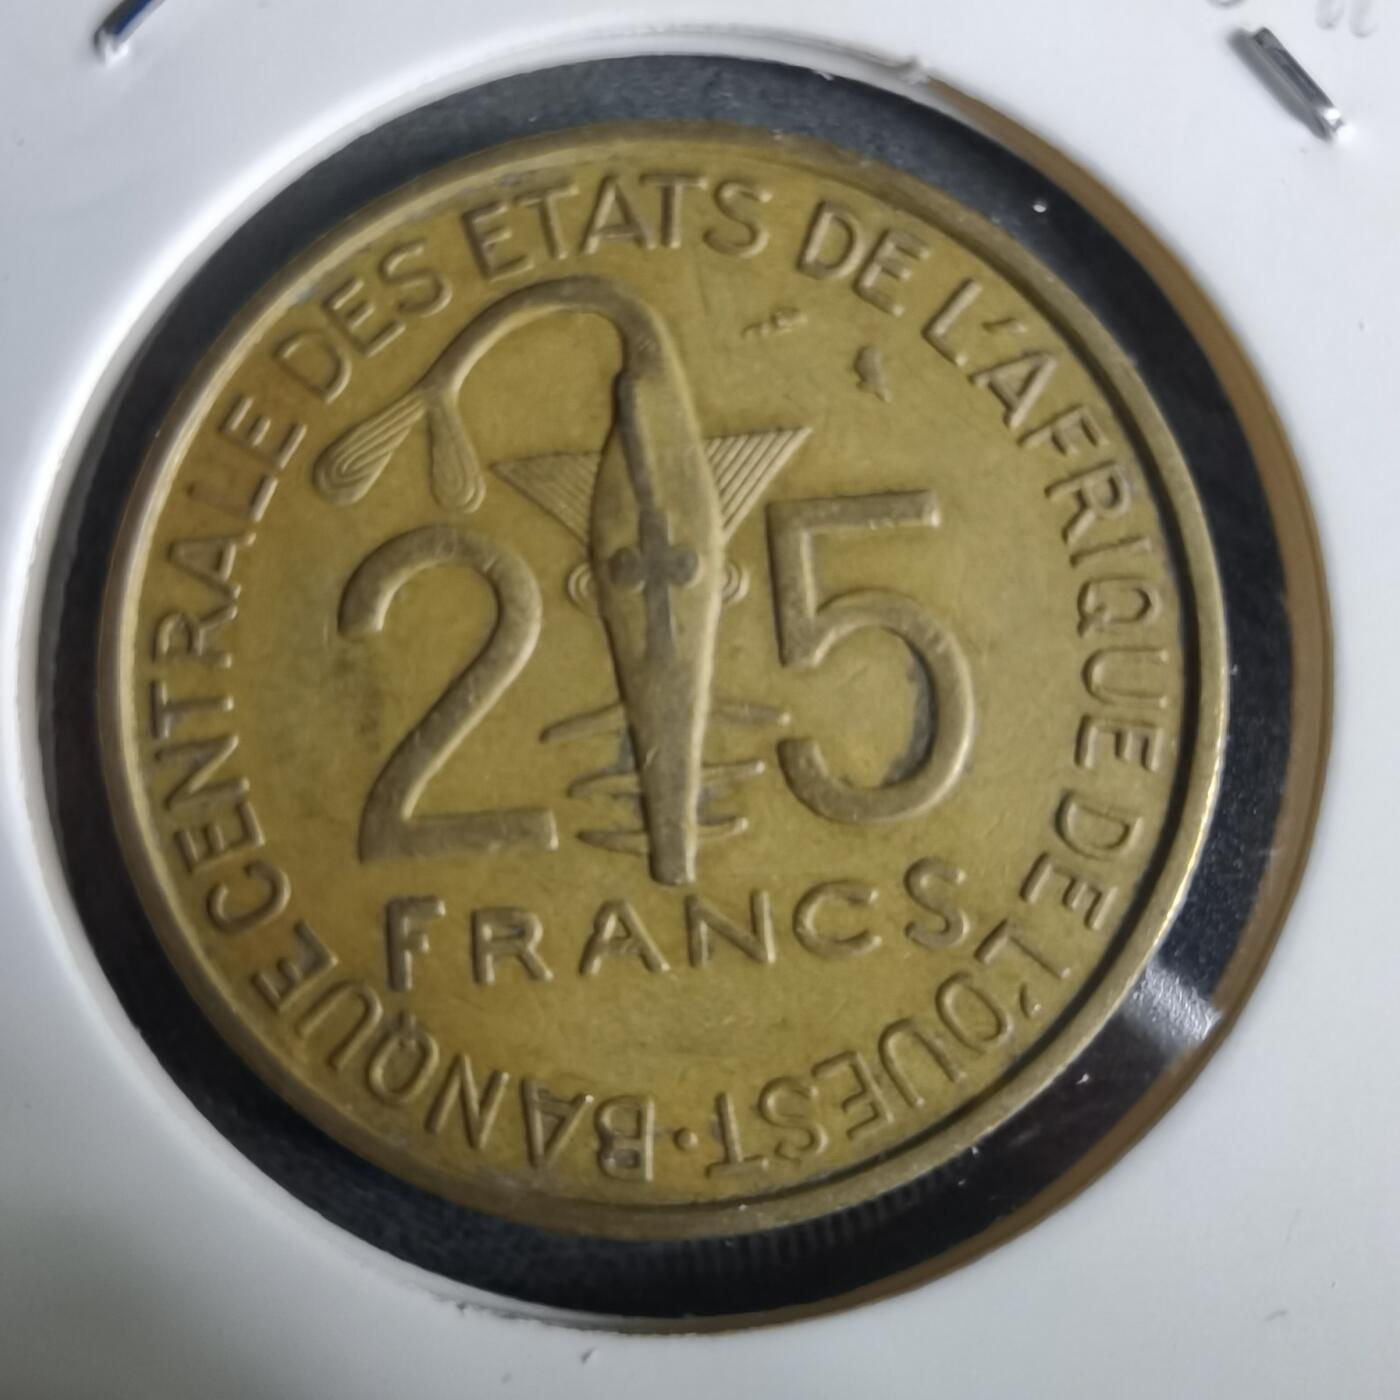 BANQUE CENTRALE DES ETATS DE L'AFRIQUE DE L'OUEST ·
25
FRANCS